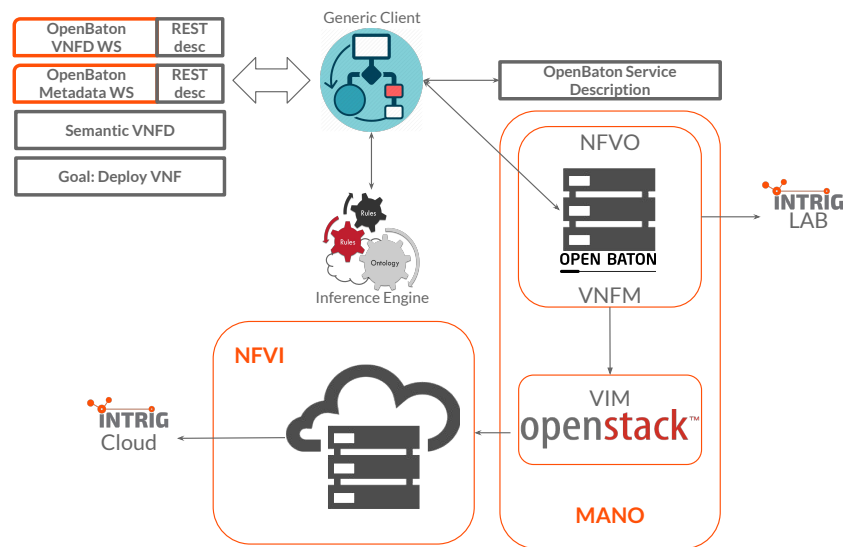 Generic Client
OpenBaton
VNFD WS
REST
desc
OpenBaton
Metadata WS
REST
desc
Semantic VNFD
Goal: Deploy VNF
OpenBaton Service
Description
NFVO
OPEN BATON
VNFM
INTRIG
LAB
Rules
Rules
Ontology
Inference Engine
NFVI
INTRIG
Cloud
VIM
openstack™
MANO